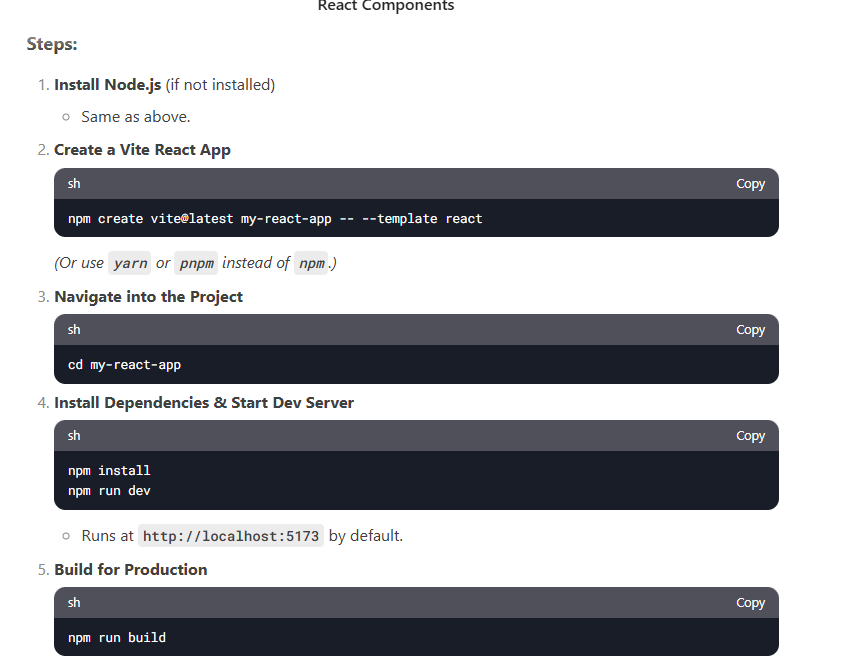 React Components
Steps:
1. Install Node.js (if not installed)
Same as above.
2. Create a Vite React App
sh Copy
npm create vite@latest my-react-app -- --template react
(Or use yarn or pnpm instead of npm.)
3. Navigate into the Project
sh Copy
cd my-react-app
4. Install Dependencies & Start Dev Server
sh Copy
npm install
npm run dev
Runs at http://localhost:5173 by default.
5. Build for Production
sh Copy
npm run build